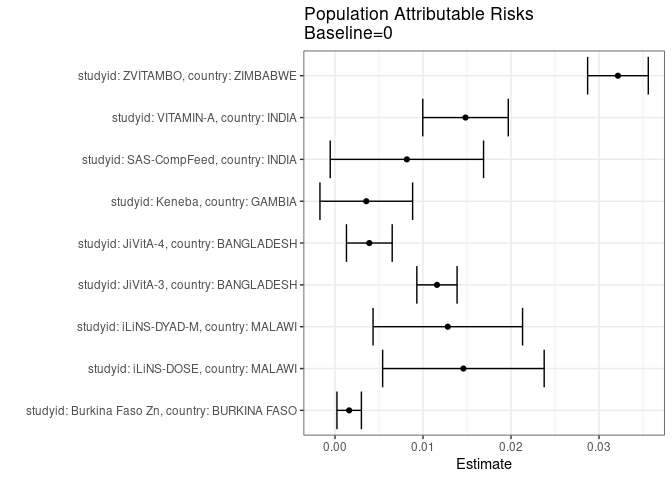 Population Attributable Risks
Baseline=0
studyid: ZVITAMBO, country: ZIMBABWE
studyid: VITAMIN-A, country: INDIA
studyid: SAS-CompFeed, country: INDIA
studyid: Keneba, country: GAMBIA
studyid: JiVitA-4, country: BANGLADESH
studyid: JiVitA-3, country: BANGLADESH
studyid: iLiNS-DYAD-M, country: MALAWI
studyid: iLiNS-DOSE, country: MALAWI
studyid: Burkina Faso Zn, country: BURKINA FASO
0.00 0.01 0.02 0.03
Estimate